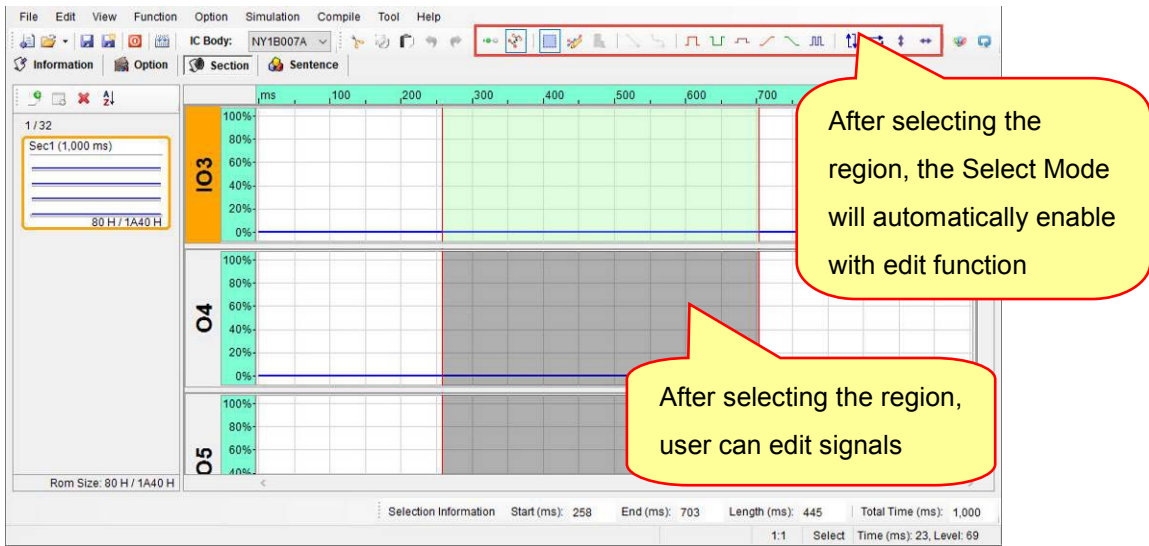 File Edit View Function Option Simulation Compile Tool Help
IC Body: NY1B007A
Information Option Section Sentence
1 / 32
Sec1 (1,000 ms)
80 H / 1A40 H
Rom Size: 80 H / 1A40 H
ms 100 200 300 400 500 600 700
IO3
100%
80%
60%
40%
20%
0%
O4
100%
80%
60%
40%
20%
0%
O5
100%
80%
60%
40%
After selecting the
region, the Select Mode
will automatically enable
with edit function
After selecting the region,
user can edit signals
Selection Information Start (ms): 258 End (ms): 703 Length (ms): 445 Total Time (ms): 1,000
1:1 Select Time (ms): 23, Level: 69